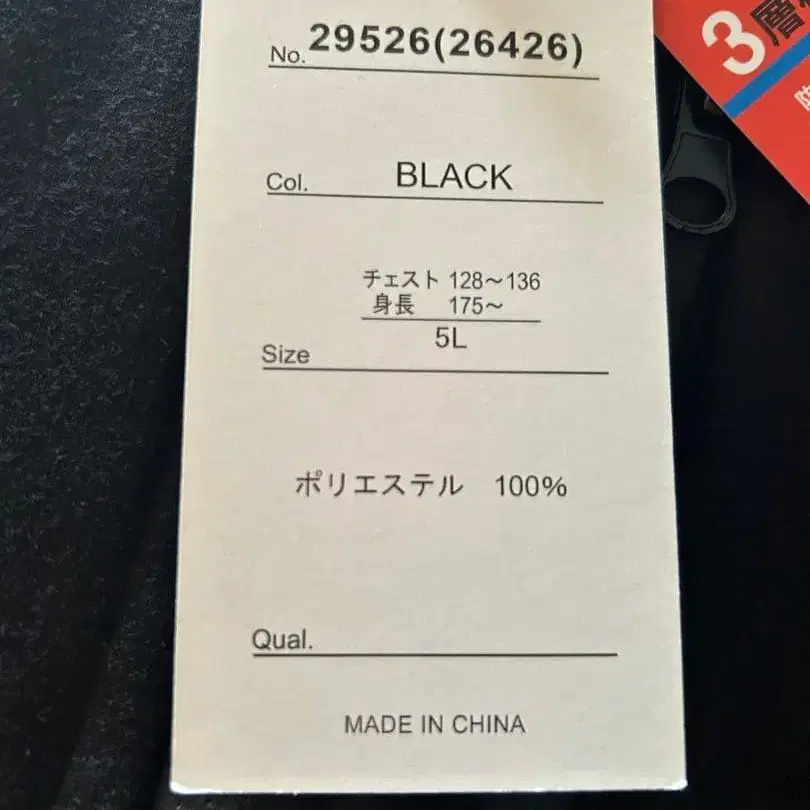 No. 29526(26426)
Col. BLACK
チェスト 128～136
身長 175～
5L
Size
ポリエステル 100%
Qual.
MADE IN CHINA
3層